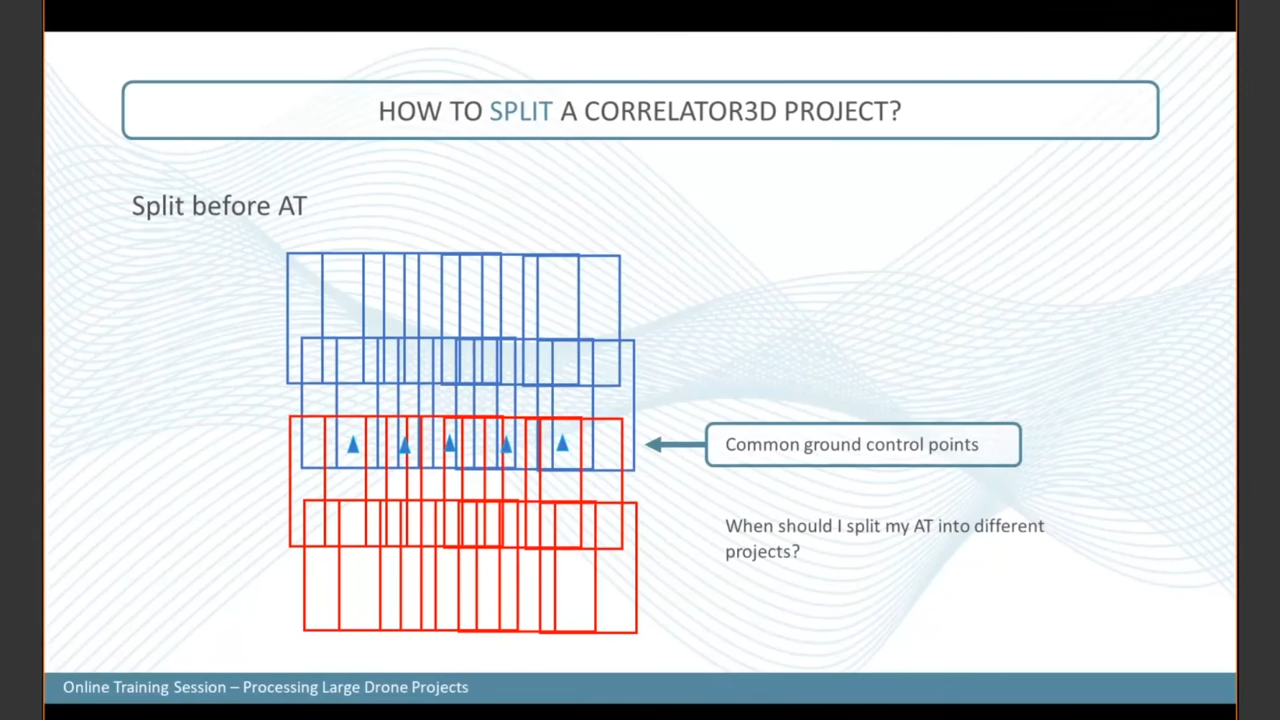 HOW TO SPLIT A CORRELATOR3D PROJECT?
Split before AT
Common ground control points
When should I split my AT into different
projects?
Online Training Session – Processing Large Drone Projects